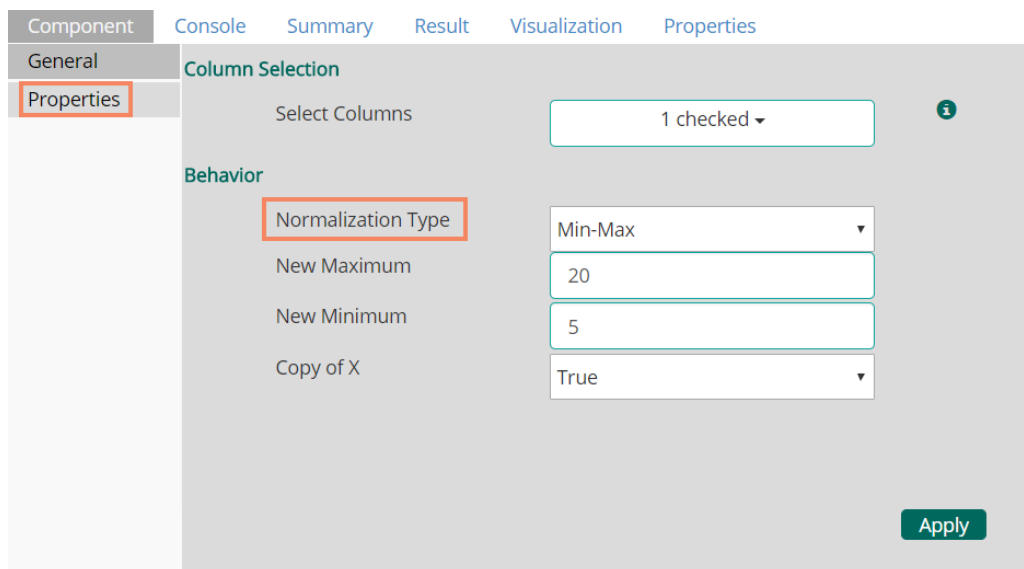 Component Console Summary Result Visualization Properties
General
Properties
Column Selection
Select Columns 1 checked
Behavior
Normalization Type Min-Max
New Maximum 20
New Minimum 5
Copy of X True
Apply